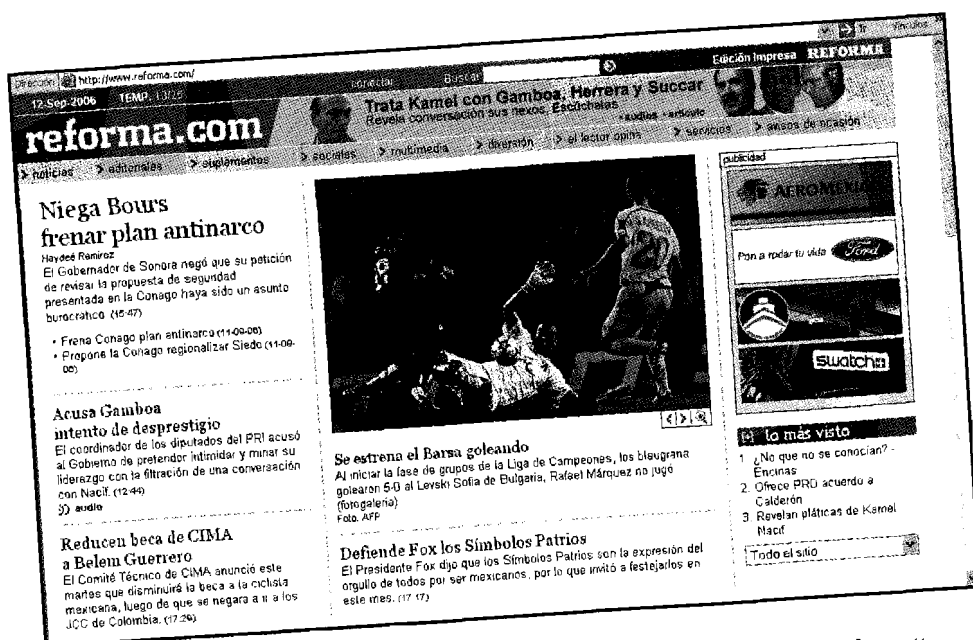 Dirección http://www.reforma.com/
Ir
Vínculos
12-Sep-2006 TEMP. 13/25
conectar
Buscar
Edición Impresa REFORMA
reforma.com
Trata Kamel con Gamboa, Herrera y Succar
Revela conversación sus nexos. Escúchalas
• audios • artículo
> noticias > editoriales > suplementos > sociales > multimedia > diversión > el lector opina > servicios > avisos de ocasión
Niega Bours
frenar plan antinarco
Haydeé Ramírez
El Gobernador de Sonora negó que su petición
de revisar la propuesta de seguridad
presentada en la Conago haya sido un asunto
burocrático. (15:47)
• Frena Conago plan antinarco (11-09-06)
• Propone la Conago regionalizar Siedo (11-09-
06)
Acusa Gamboa
intento de desprestigio
El coordinador de los diputados del PRI acusó
al Gobierno de pretender intimidar y minar su
liderazgo con la filtración de una conversación
con Nacif. (12:44)
audio
Reducen beca de CIMA
a Belem Guerrero
El Comité Técnico de CIMA anunció este
martes que disminuirá la beca a la ciclista
mexicana, luego de que se negara a ir a los
JCC de Colombia. (17:29)
20
Se estrena el Barsa goleando
Al iniciar la fase de grupos de la Liga de Campeones, los blaugrana
golearon 5-0 al Levski Sofia de Bulgaria, Rafael Márquez no jugó
(fotogalería)
Foto. AFP
Defiende Fox los Símbolos Patrios
El Presidente Fox dijo que los Símbolos Patrios son la expresión del
orgullo de todos por ser mexicanos, por lo que invitó a festejarlos en
este mes. (17:17)
publicidad
AEROMEXICO
Pon a rodar tu vida Ford
swatch
lo más visto
1. ¿No que no se conocían? -
Encinas
2. Ofrece PRD acuerdo a
Calderón
3. Revelan pláticas de Kamel
Nacif
Todo el sitio